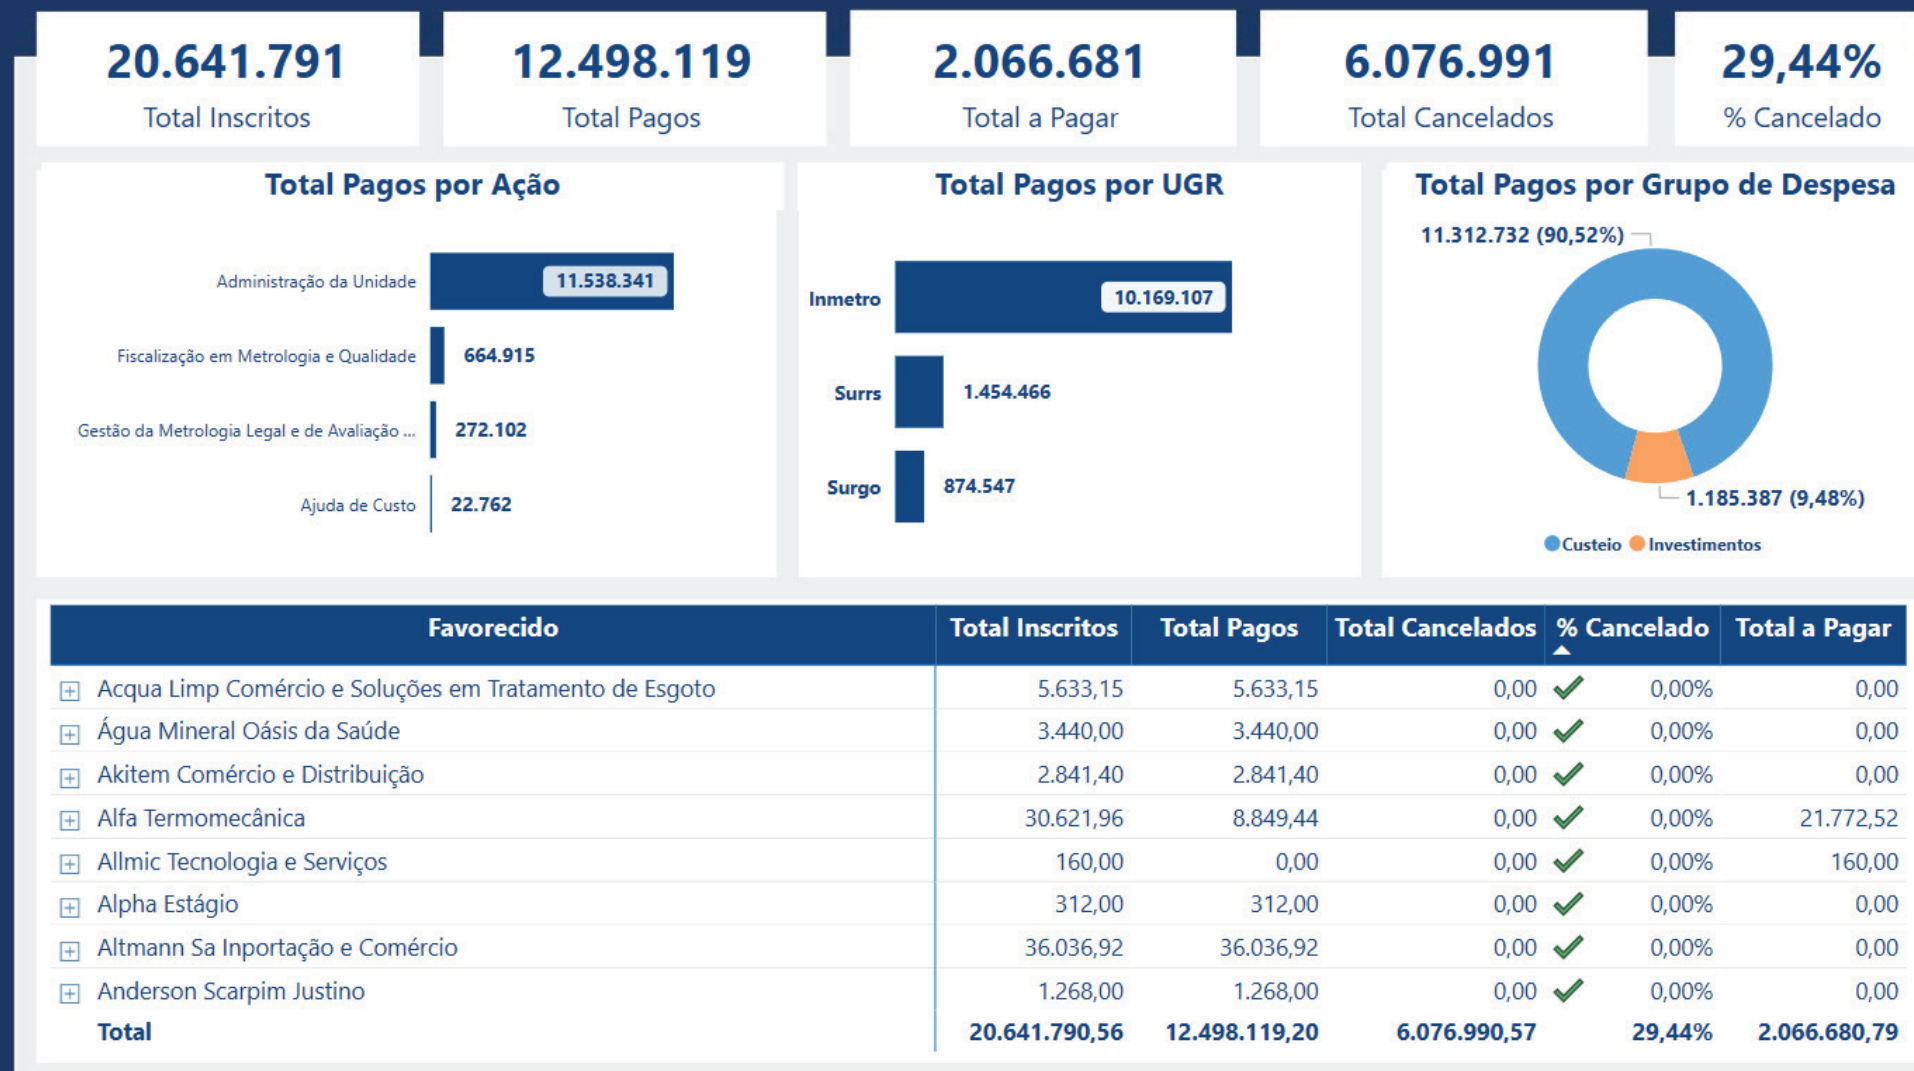 20.641.791
Total Inscritos
12.498.119
Total Pagos
2.066.681
Total a Pagar
6.076.991
Total Cancelados
29,44%
% Cancelado
Total Pagos por Ação
Administração da Unidade 11.538.341
Fiscalização em Metrologia e Qualidade 664.915
Gestão da Metrologia Legal e de Avaliação ... 272.102
Ajuda de Custo 22.762
Total Pagos por UGR
Inmetro 10.169.107
Surrs 1.454.466
Surgo 874.547
Total Pagos por Grupo de Despesa
11.312.732 (90,52%)
1.185.387 (9,48%)
Custeio Investimentos
Favorecido Total Inscritos Total Pagos Total Cancelados % Cancelado Total a Pagar
Acqua Limp Comércio e Soluções em Tratamento de Esgoto 5.633,15 5.633,15 0,00 0,00% 0,00
Água Mineral Oásis da Saúde 3.440,00 3.440,00 0,00 0,00% 0,00
Akitem Comércio e Distribuição 2.841,40 2.841,40 0,00 0,00% 0,00
Alfa Termomecânica 30.621,96 8.849,44 0,00 0,00% 21.772,52
Allmic Tecnologia e Serviços 160,00 0,00 0,00 0,00% 160,00
Alpha Estágio 312,00 312,00 0,00 0,00% 0,00
Altmann Sa Inportação e Comércio 36.036,92 36.036,92 0,00 0,00% 0,00
Anderson Scarpim Justino 1.268,00 1.268,00 0,00 0,00% 0,00
Total 20.641.790,56 12.498.119,20 6.076.990,57 29,44% 2.066.680,79